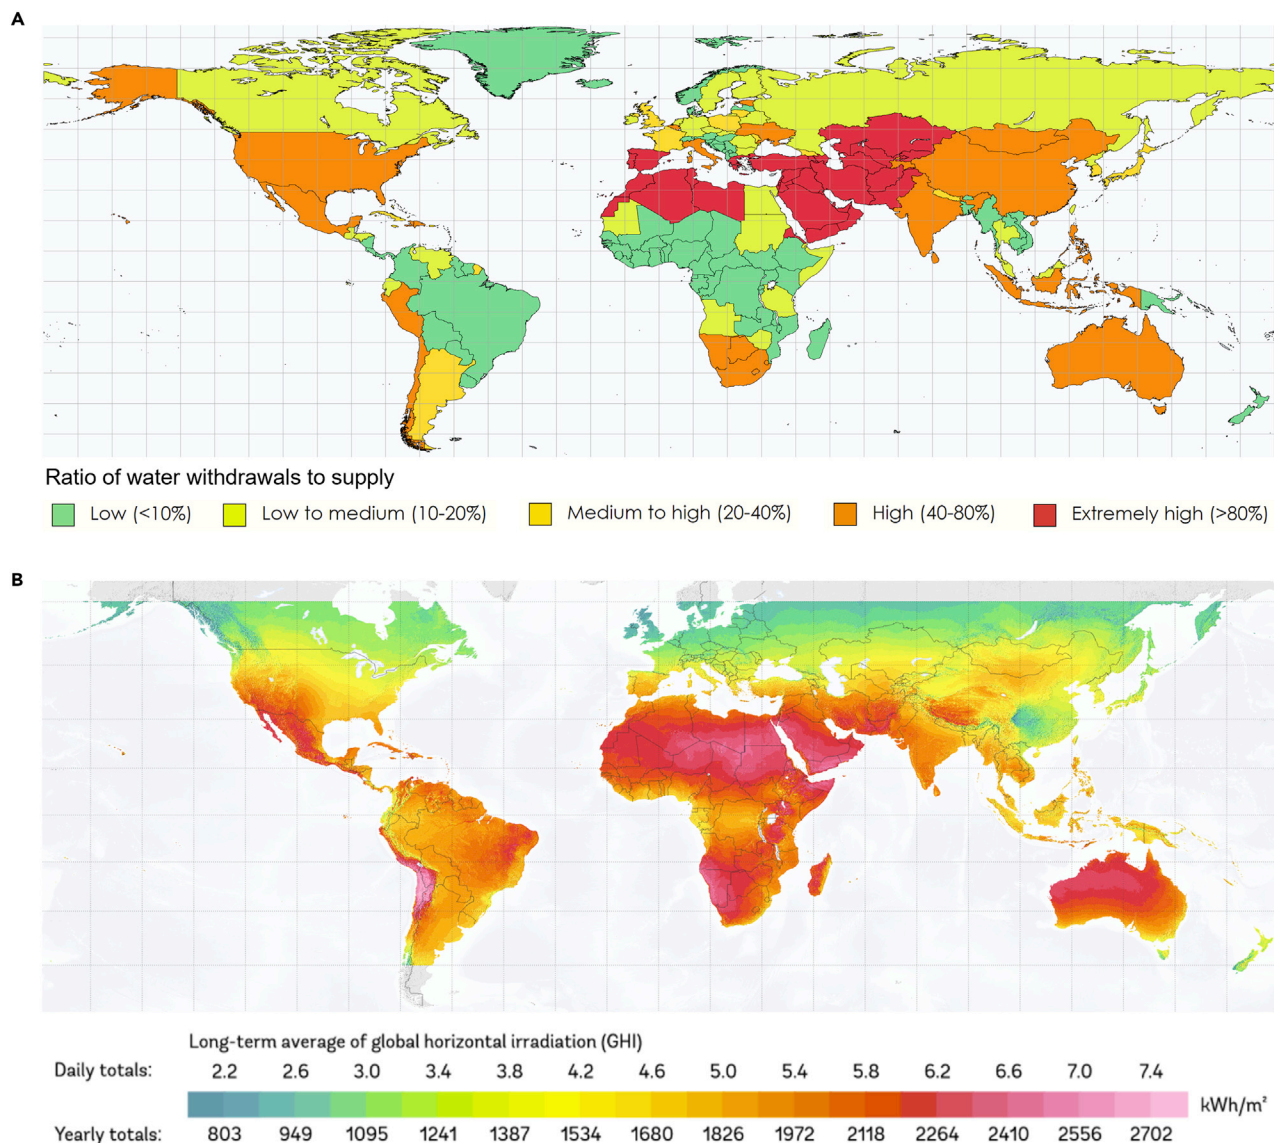 A
Ratio of water withdrawals to supply
Low (<10%) Low to medium (10-20%) Medium to high (20-40%) High (40-80%) Extremely high (>80%)
B
Long-term average of global horizontal irradiation (GHI)
Daily totals: 2.2 2.6 3.0 3.4 3.8 4.2 4.6 5.0 5.4 5.8 6.2 6.6 7.0 7.4
kWh/m²
Yearly totals: 803 949 1095 1241 1387 1534 1680 1826 1972 2118 2264 2410 2556 2702